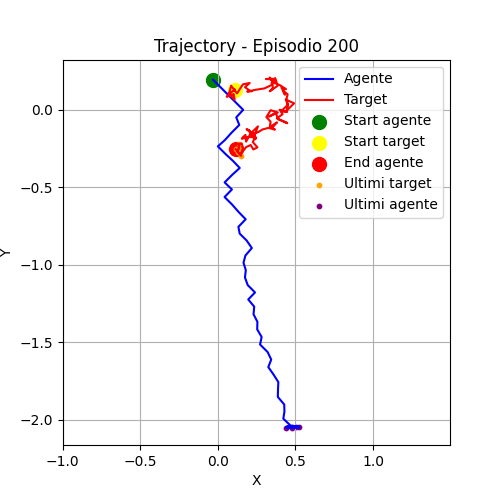 Trajectory - Episodio 200
Agente
Target
Start agente
Start target
End agente
Ultimi target
Ultimi agente
0.0
−0.5
−1.0
−1.5
−2.0
Y
−1.0
−0.5
0.0
0.5
1.0
X